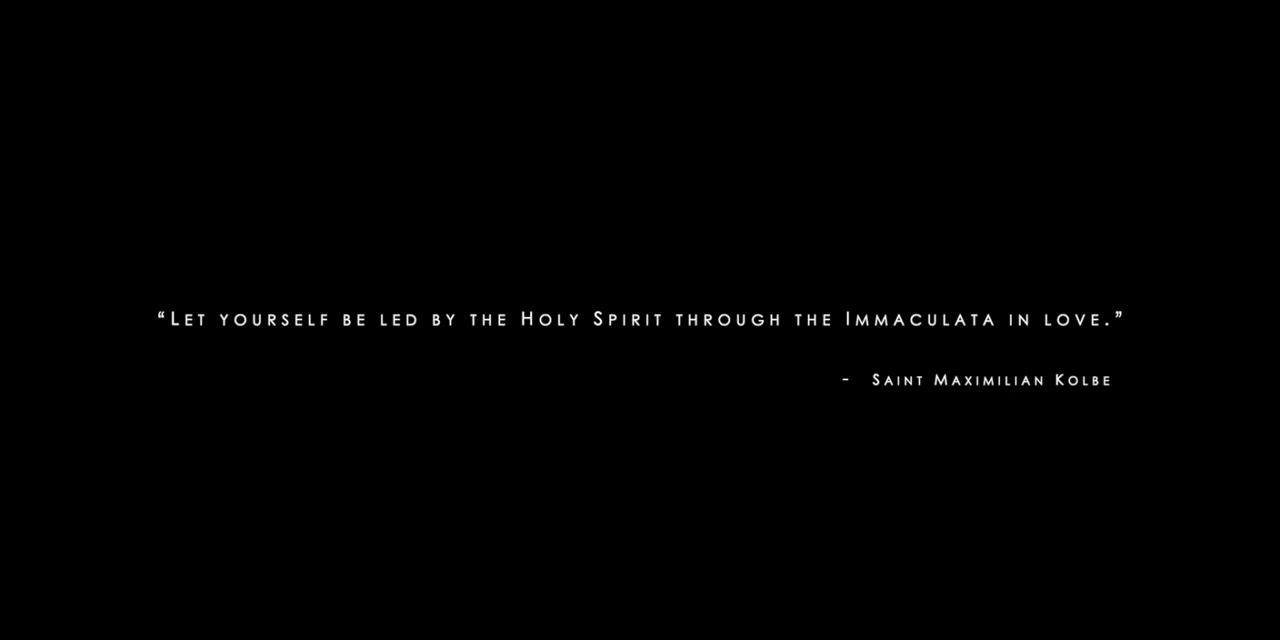 “Let yourself be led by the Holy Spirit through the Immaculata in love.”
- Saint Maximilian Kolbe